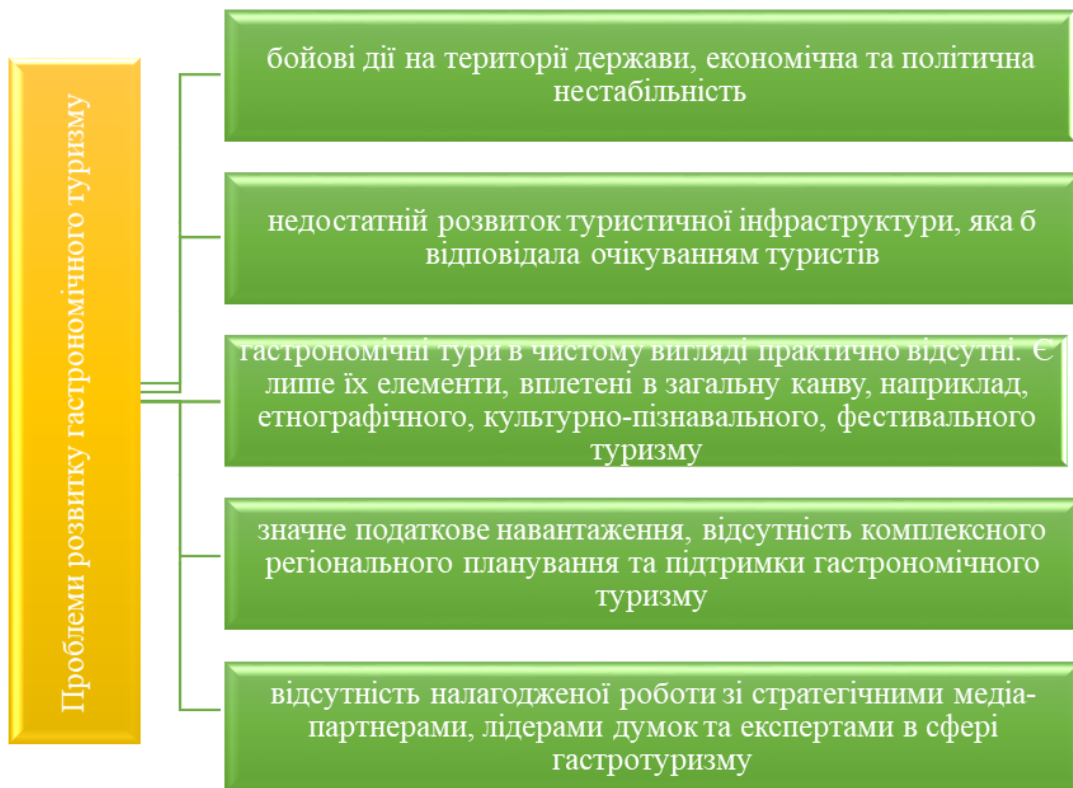 Проблеми розвитку гастрономічного туризму
бойові дії на території держави, економічна та політична
нестабільність
недостатній розвиток туристичної інфраструктури, яка б
відповідала очікуванням туристів
гастрономічні тури в чистому вигляді практично відсутні. Є
лише їх елементи, вплетені в загальну канву, наприклад,
етнографічного, культурно-пізнавального, фестивального
туризму
значне податкове навантаження, відсутність комплексного
регіонального планування та підтримки гастрономічного
туризму
відсутність налагодженої роботи зі стратегічними медіа-
партнерами, лідерами думок та експертами в сфері
гастротуризму